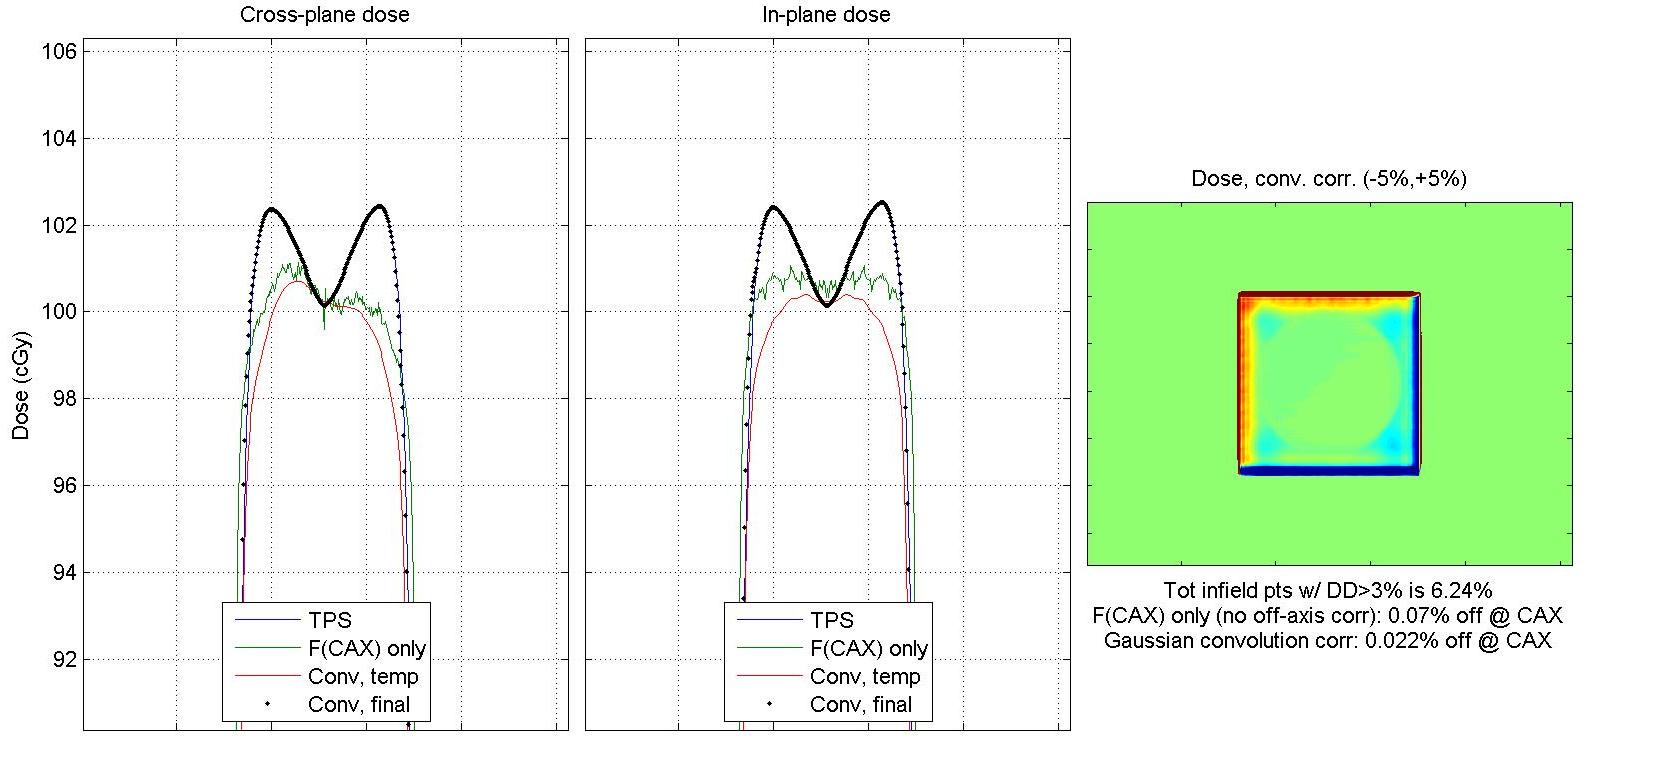 Cross-plane dose
In-plane dose
106
104
102
100
98
96
94
92
Dose (cGy)
TPS
F(CAX) only
Conv, temp
Conv, final
TPS
F(CAX) only
Conv, temp
Conv, final
Dose, conv. corr. (-5%,+5%)
Tot infield pts w/ DD>3% is 6.24%
F(CAX) only (no off-axis corr): 0.07% off @ CAX
Gaussian convolution corr: 0.022% off @ CAX